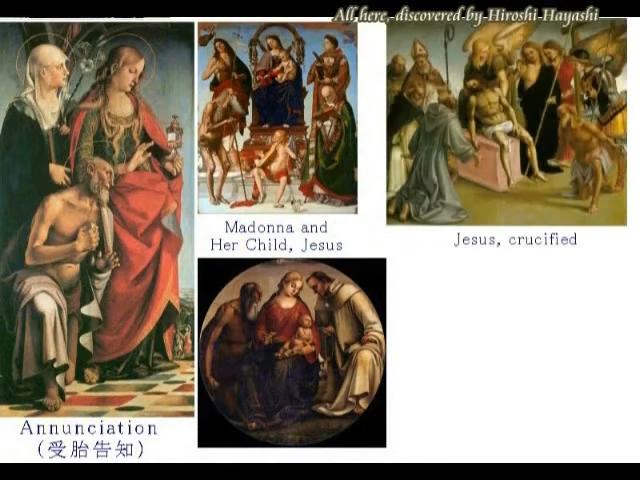 All here, discovered by Hiroshi Hayashi
Madonna and
Her Child, Jesus
Jesus, crucified
Annunciation
(受胎告知)